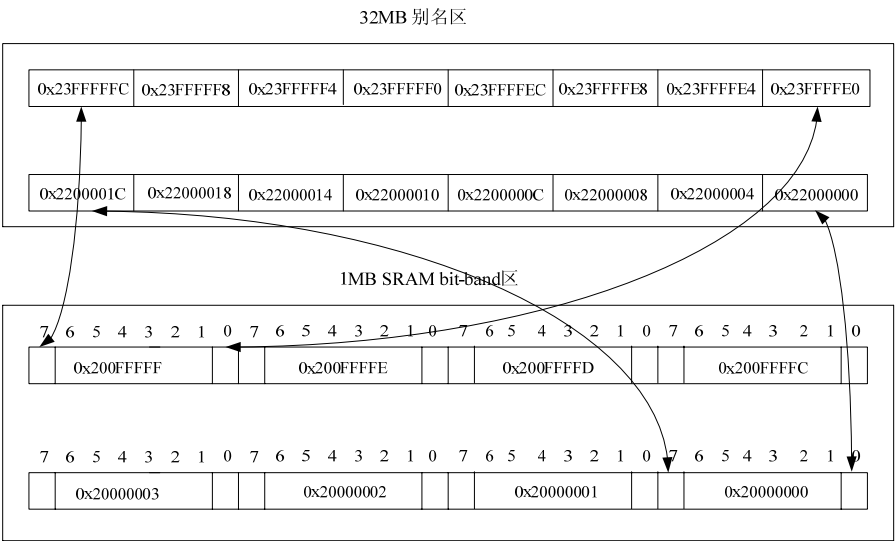 32MB 别名区
0x23FFFFFC 0x23FFFFF8 0x23FFFFF4 0x23FFFFF0 0x23FFFFEC 0x23FFFFE8 0x23FFFFE4 0x23FFFFE0
0x2200001C 0x22000018 0x22000014 0x22000010 0x2200000C 0x22000008 0x22000004 0x22000000
1MB SRAM bit-band区
7 6 5 4 3 2 1 0 7 6 5 4 3 2 1 0 7 6 5 4 3 2 1 0 7 6 5 4 3 2 1 0
0x200FFFFF 0x200FFFFE 0x200FFFFD 0x200FFFFC
7 6 5 4 3 2 1 0 7 6 5 4 3 2 1 0 7 6 5 4 3 2 1 0 7 6 5 4 3 2 1 0
0x20000003 0x20000002 0x20000001 0x20000000